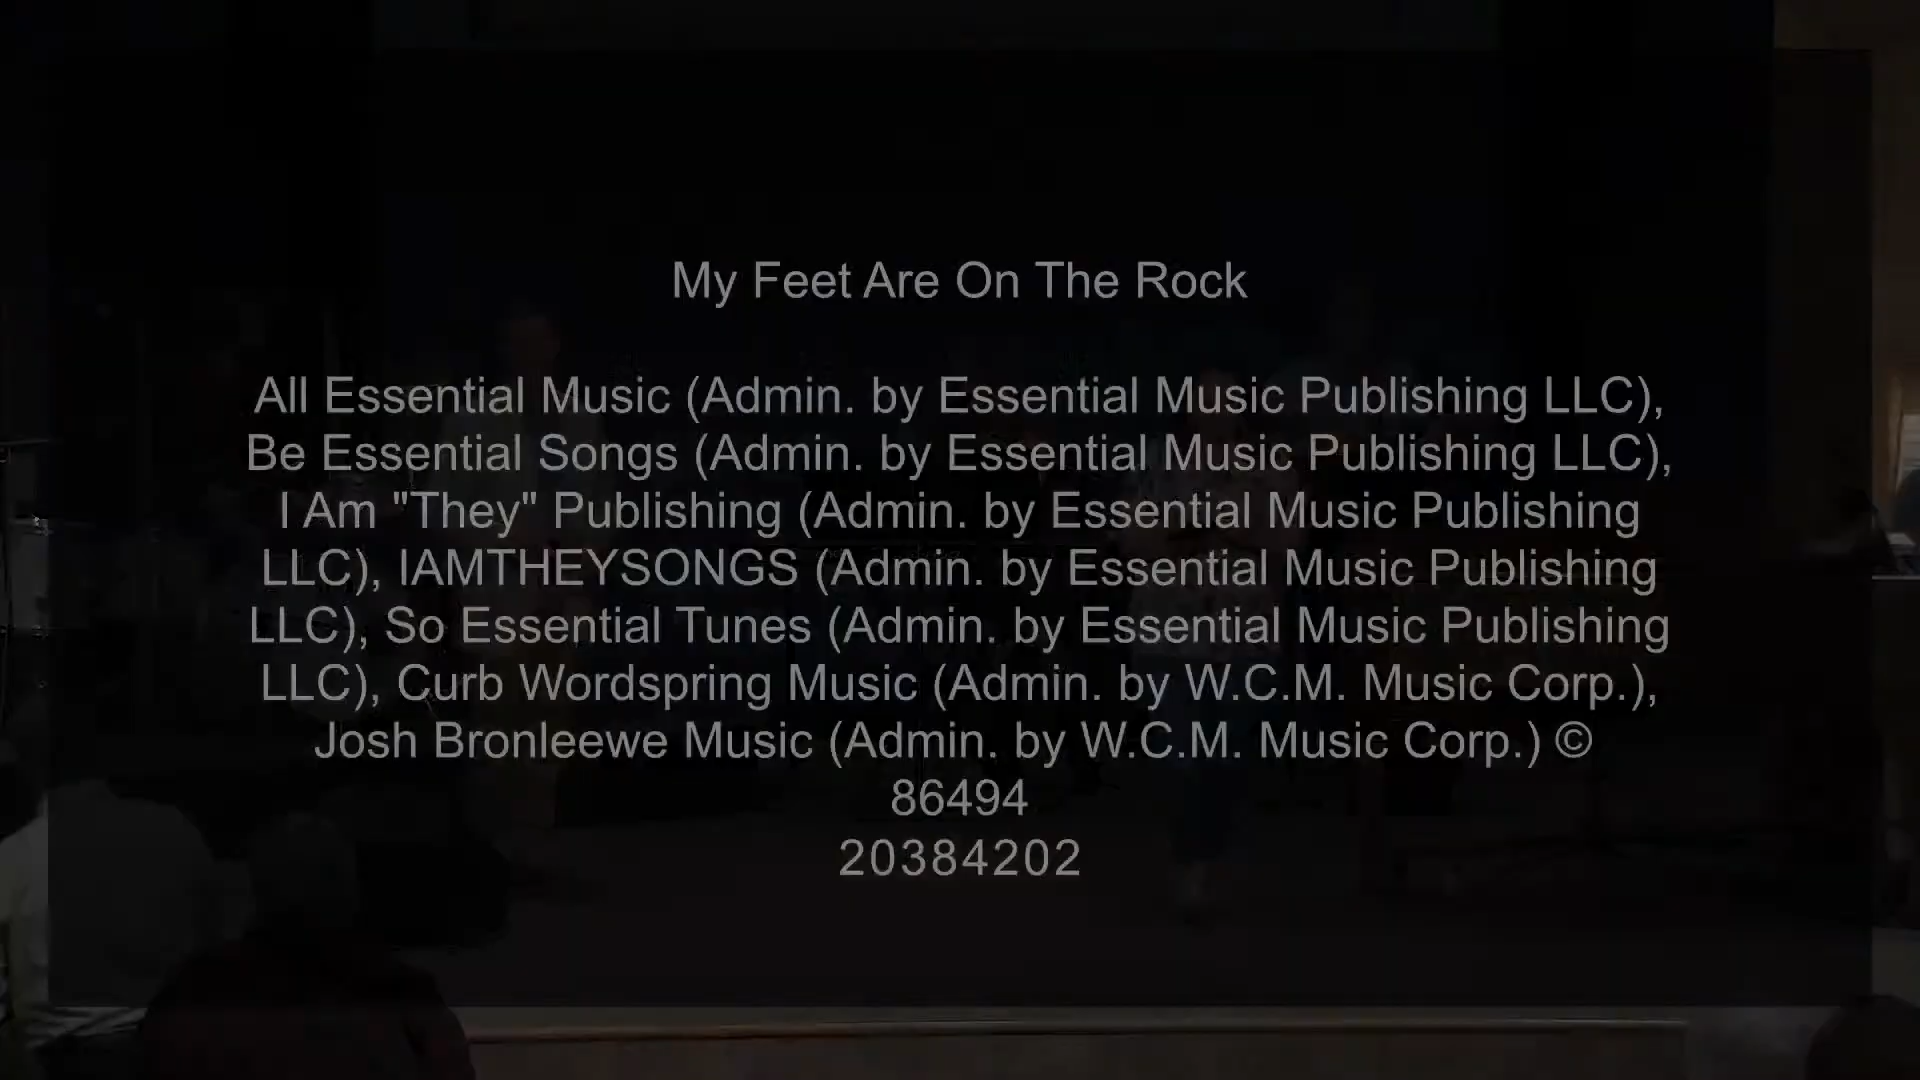 My Feet Are On The Rock
All Essential Music (Admin. by Essential Music Publishing LLC),
Be Essential Songs (Admin. by Essential Music Publishing LLC),
I Am "They" Publishing (Admin. by Essential Music Publishing
LLC), IAMTHEYSONGS (Admin. by Essential Music Publishing
LLC), So Essential Tunes (Admin. by Essential Music Publishing
LLC), Curb Wordspring Music (Admin. by W.C.M. Music Corp.),
Josh Bronleewe Music (Admin. by W.C.M. Music Corp.) ©
86494
20384202